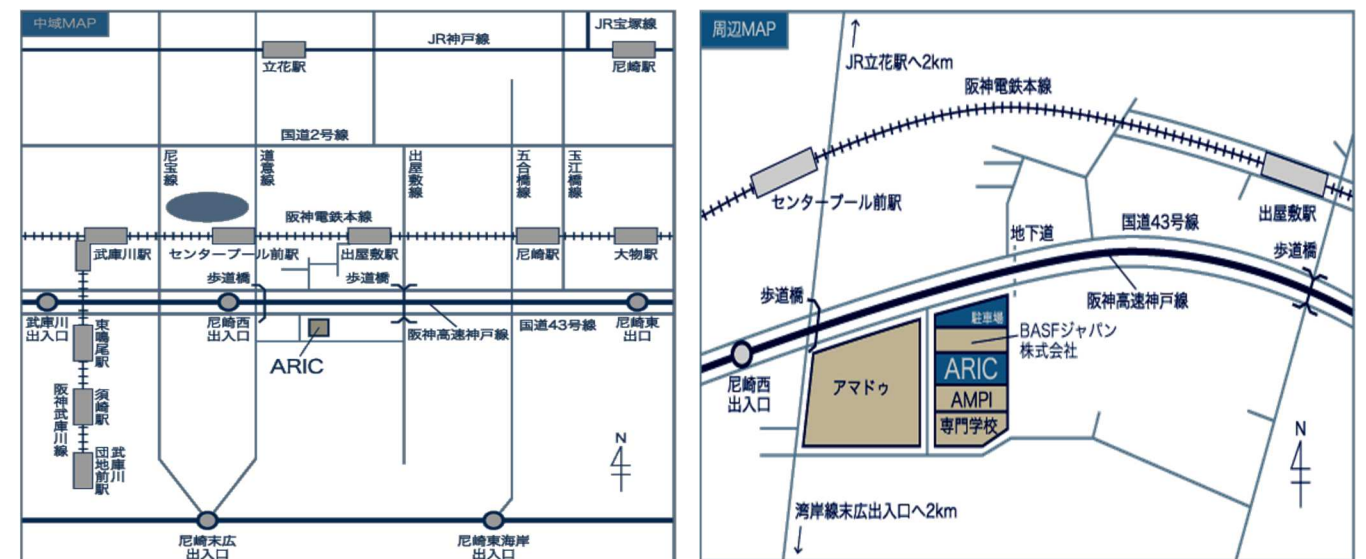 中域MAP
JR宝塚線
JR神戸線
立花駅
尼崎駅
国道2号線
尼宝線
道意線
出屋敷線
五合橋線
玉江橋線
阪神電鉄本線
武庫川駅
センタープール前駅
出屋敷駅
尼崎駅
大物駅
歩道橋
歩道橋
武庫川
出入口
尼崎西
出入口
阪神高速神戸線
国道43号線
尼崎東
出口
東鳴尾駅
ARIC
阪神武庫川線
須崎駅
武庫川
団地前駅
N
尼崎末広
出入口
尼崎東海岸
出入口
周辺MAP
JR立花駅へ2km
阪神電鉄本線
センタープール前駅
出屋敷駅
国道43号線
地下道
歩道橋
歩道橋
阪神高速神戸線
駐車場
BASFジャパン
株式会社
尼崎西
出入口
アマドゥ
ARIC
AMPI
専門学校
N
湾岸線末広出入口へ2km